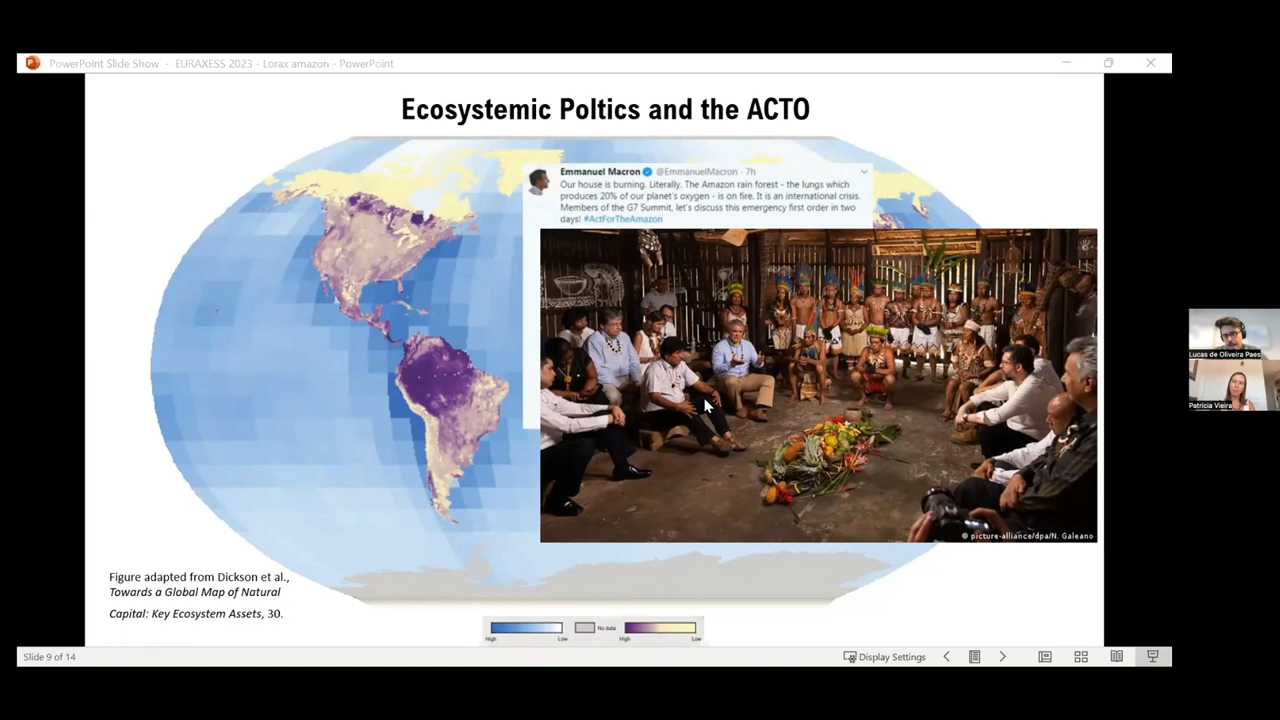 PowerPoint Slide Show - EURAXESS 2023 - Lorax amazon - PowerPoint
Ecosystemic Poltics and the ACTO
Emmanuel Macron @EmmanuelMacron · 7h
Our house is burning. Literally. The Amazon rain forest - the lungs which
produces 20% of our planet's oxygen - is on fire. It is an international crisis.
Members of the G7 Summit, let's discuss this emergency first order in two
days! #ActForTheAmazon
© picture-alliance/dpa/N. Galeano
Figure adapted from Dickson et al.,
Towards a Global Map of Natural
Capital: Key Ecosystem Assets, 30.
High Low No data High Low
Slide 9 of 14
Display Settings
Lucas de Oliveira Paes
Patricia Vieira